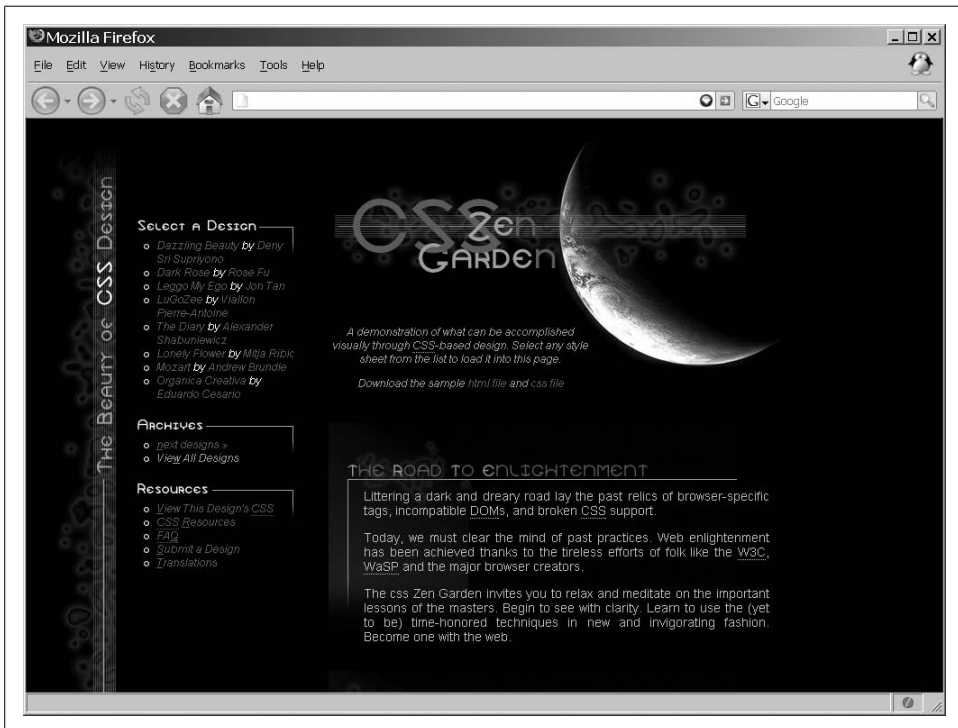 Mozilla Firefox
File Edit View History Bookmarks Tools Help
G Google
The Beauty of CSS Design
Select a Design
Dazzling Beauty by Deny
Sri Supriyono
Dark Rose by Rose Fu
Leggo My Ego by Jon Tan
LuGoZee by Viallon
Pierre-Antoine
The Diary by Alexander
Shabuniewicz
Lonely Flower by Mitja Ribic
Mozart by Andrew Brundle
Organica Creativa by
Eduardo Cesario
Archives
next designs »
View All Designs
Resources
View This Design's CSS
CSS Resources
FAQ
Submit a Design
Translations
CSS Zen
Garden
A demonstration of what can be accomplished
visually through CSS-based design. Select any style
sheet from the list to load it into this page.
Download the sample html file and css file
The Road to Enlightenment
Littering a dark and dreary road lay the past relics of browser-specific
tags, incompatible DOMs, and broken CSS support.
Today, we must clear the mind of past practices. Web enlightenment
has been achieved thanks to the tireless efforts of folk like the W3C,
WaSP and the major browser creators.
The css Zen Garden invites you to relax and meditate on the important
lessons of the masters. Begin to see with clarity. Learn to use the (yet
to be) time-honored techniques in new and invigorating fashion.
Become one with the web.